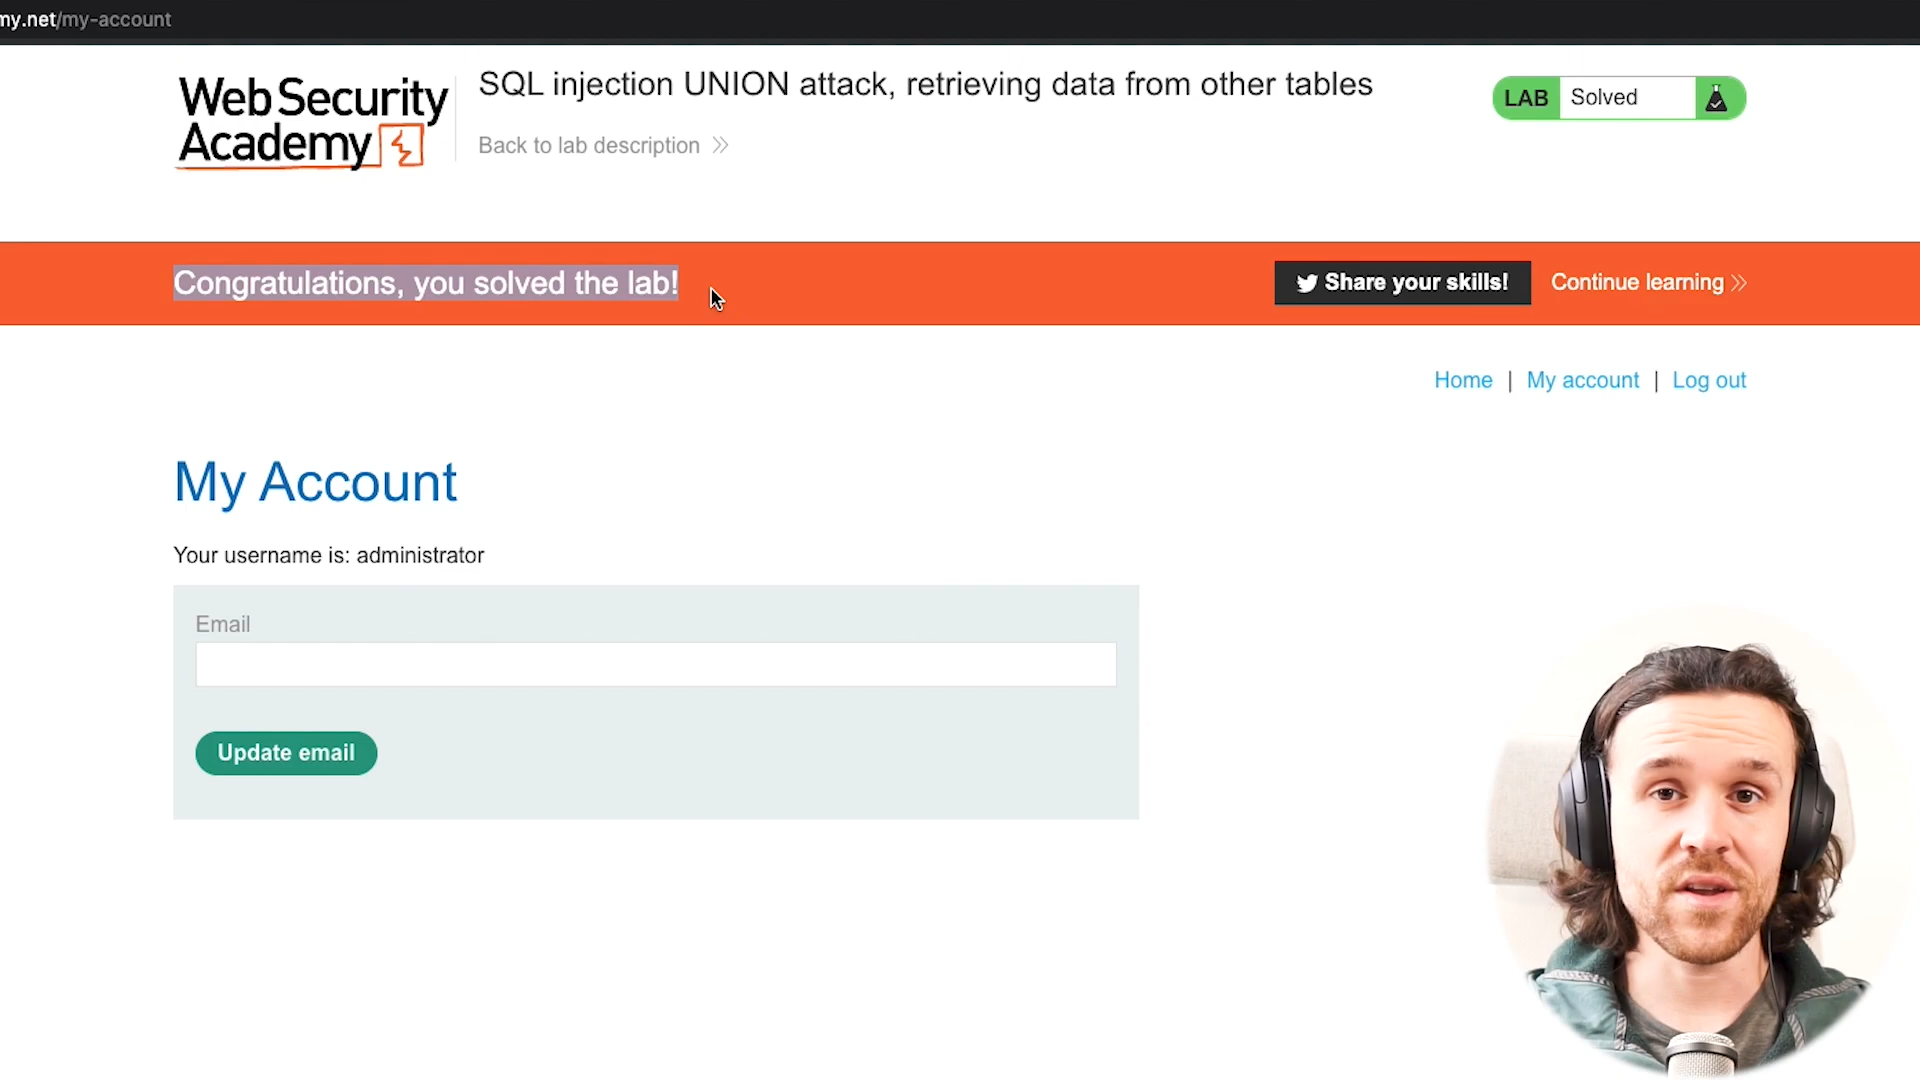 my.net/my-account
Web Security
Academy
SQL injection UNION attack, retrieving data from other tables
Back to lab description
LAB Solved
Congratulations, you solved the lab!
Share your skills!
Continue learning
Home | My account | Log out
My Account
Your username is: administrator
Email
Update email